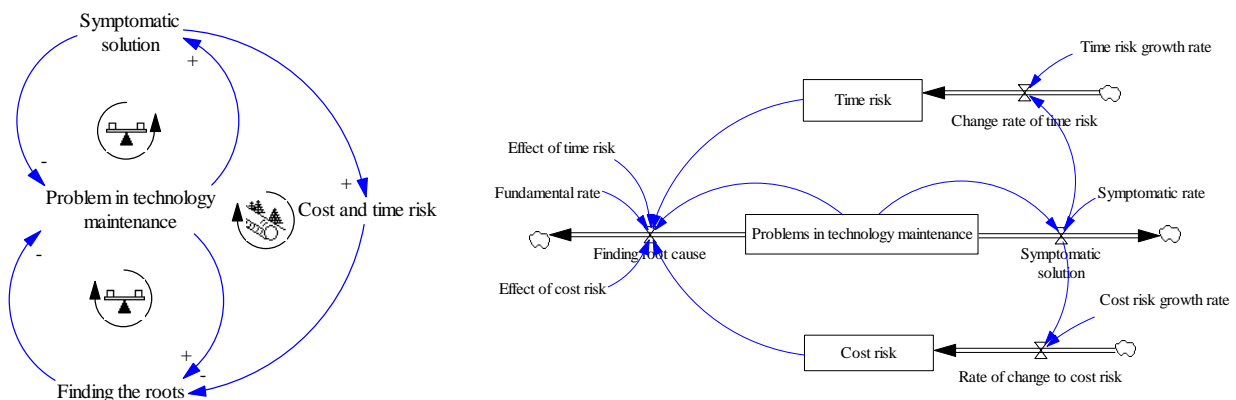 Symptomatic
solution
+
-
Problem in technology
maintenance
+
Cost and time risk
-
+
-
Finding the roots
Time risk growth rate
Time risk
Change rate of time risk
Effect of time risk
Fundamental rate
Symptomatic rate
Problems in technology maintenance
Finding root cause
Symptomatic
solution
Effect of cost risk
Cost risk growth rate
Cost risk
Rate of change to cost risk